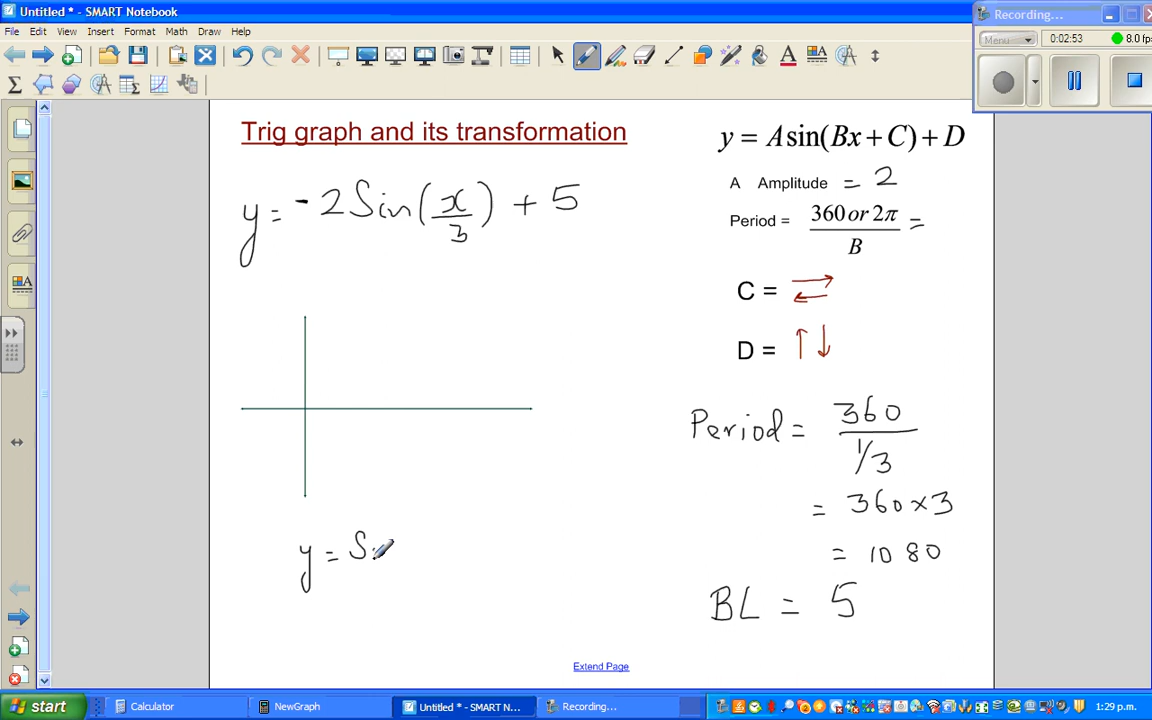 Untitled * - SMART Notebook
Recording...
File Edit View Insert Format Math Draw Help
Menu
0:02:53
8.0 fp
Trig graph and its transformation
y = A sin(Bx + C) + D
y = -2 Sin(x/3) + 5
A Amplitude = 2
Period = 360 or 2π / B =
C =
D =
Period = 360 / 1/3
= 360 × 3
= 1080
BL = 5
y = Si
Extend Page
start
Calculator
NewGraph
Untitled * - SMART N...
Recording...
1:29 p.m.